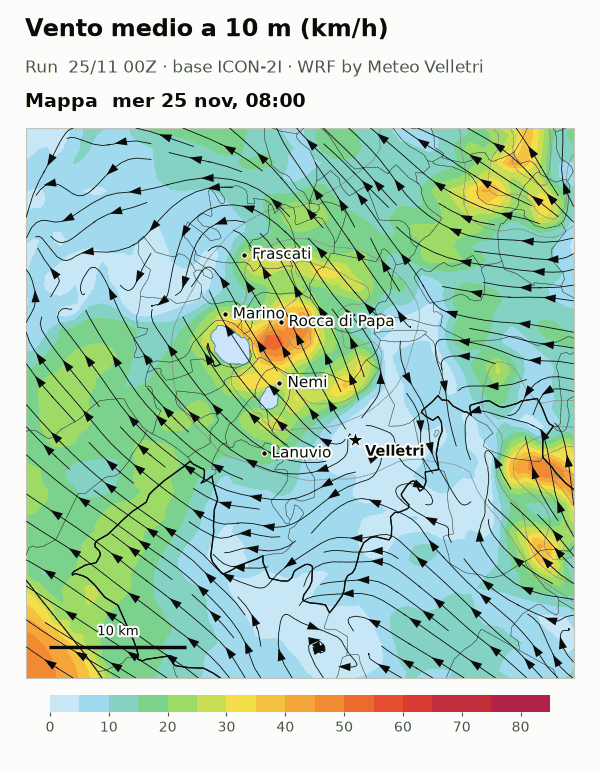 Vento medio a 10 m (km/h)
Run  25/11 00Z · base ICON-2I · WRF by Meteo Velletri
Mappa  mer 25 nov, 08:00
Frascati
Marino
Rocca di Papa
Nemi
Velletri
Lanuvio
10 km
0 10 20 30 40 50 60 70 80